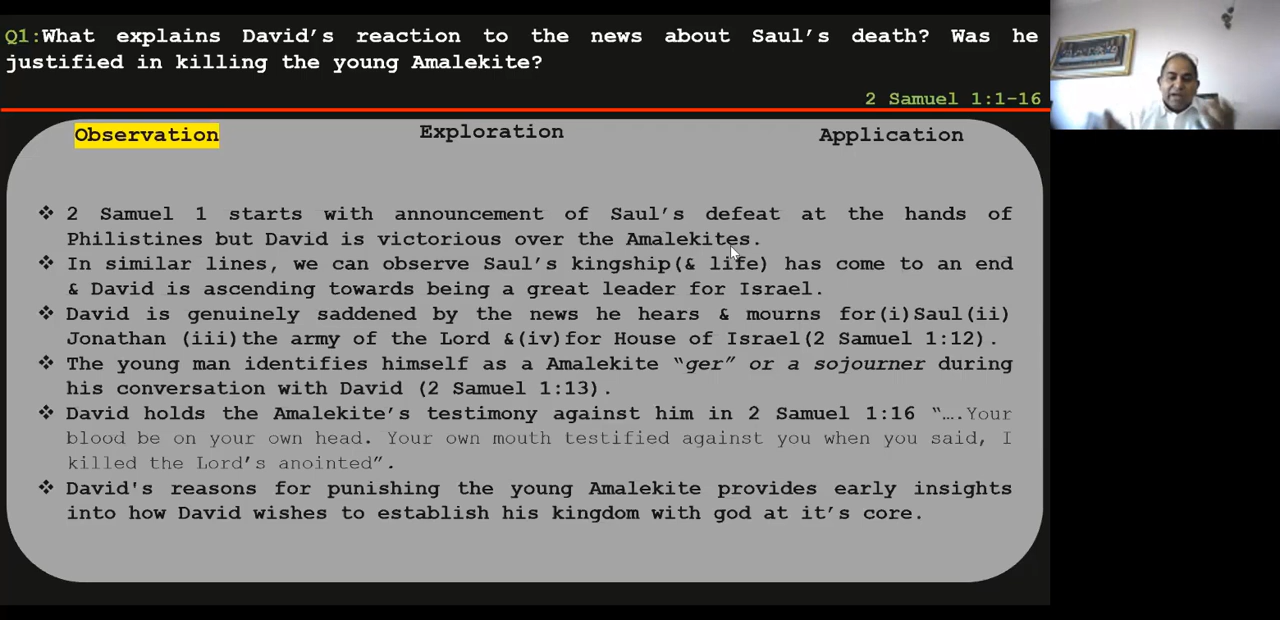 Q1:What explains David's reaction to the news about Saul's death? Was he
justified in killing the young Amalekite?
2 Samuel 1:1-16
Observation Exploration Application
❖ 2 Samuel 1 starts with announcement of Saul's defeat at the hands of
Philistines but David is victorious over the Amalekites.
❖ In similar lines, we can observe Saul's kingship(& life) has come to an end
& David is ascending towards being a great leader for Israel.
❖ David is genuinely saddened by the news he hears & mourns for(i)Saul(ii)
Jonathan (iii)the army of the Lord &(iv)for House of Israel(2 Samuel 1:12).
❖ The young man identifies himself as a Amalekite “ger” or a sojourner during
his conversation with David (2 Samuel 1:13).
❖ David holds the Amalekite's testimony against him in 2 Samuel 1:16 “….Your
blood be on your own head. Your own mouth testified against you when you said, I
killed the Lord's anointed”.
❖ David's reasons for punishing the young Amalekite provides early insights
into how David wishes to establish his kingdom with god at it's core.